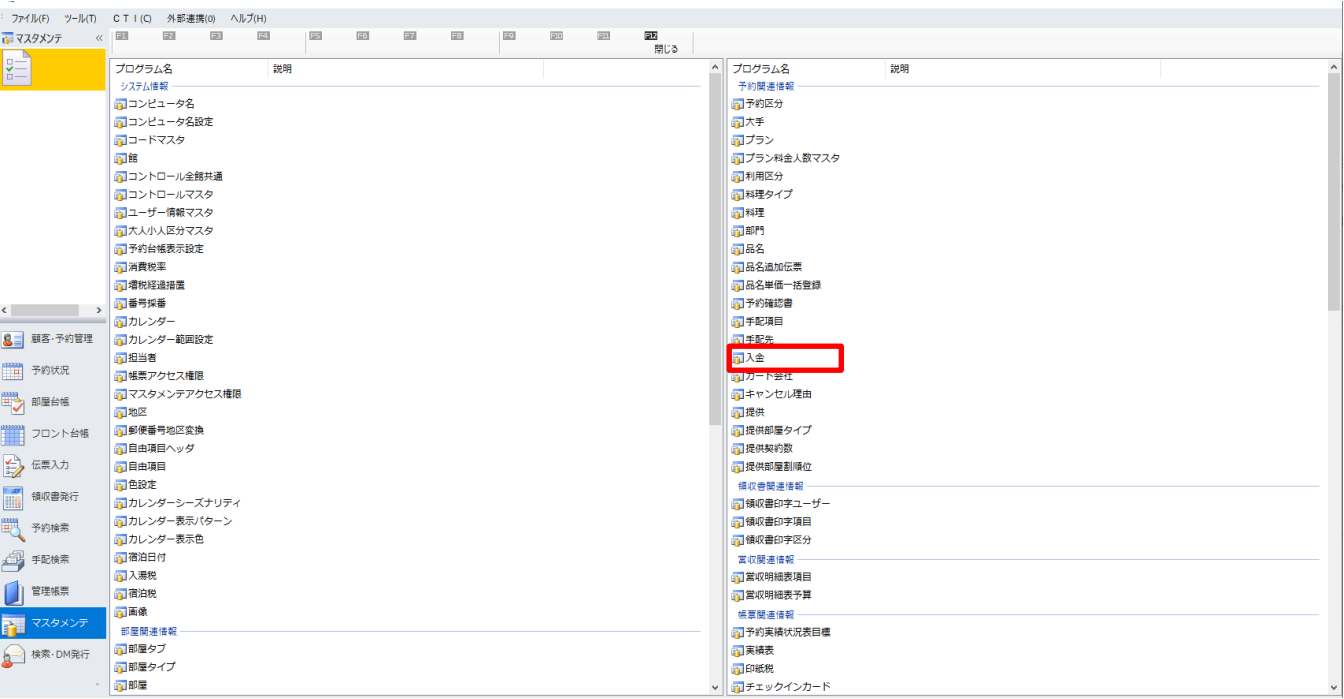 ファイル(F) ツール(T) CTI(C) 外部連携(O) ヘルプ(H)
マスタメンテ «
F1 F2 F3 F4 F5 F6 F7 F8 F9 F10 F11 F12
閉じる
プログラム名 説明
システム情報
コンピュータ名
コンピュータ名設定
コードマスタ
館
コントロール全館共通
コントロールマスタ
ユーザー情報マスタ
大人小人区分マスタ
予約台帳表示設定
消費税率
増税経過措置
番号採番
カレンダー
カレンダー範囲設定
担当者
帳票アクセス権限
マスタメンテアクセス権限
地区
郵便番号地区変換
自由項目ヘッダ
自由項目
色設定
カレンダーシーズナリティ
カレンダー表示パターン
カレンダー表示色
宿泊日付
入湯税
宿泊税
画像
部屋関連情報
部屋タブ
部屋タイプ
部屋
プログラム名 説明
予約関連情報
予約区分
大手
プラン
プラン料金人数マスタ
利用区分
料理タイプ
料理
部門
品名
品名追加伝票
品名単価一括登録
予約確認書
手配項目
手配先
入金
カード会社
キャンセル理由
提供
提供部屋タイプ
提供契約数
提供部屋割順位
領収書関連情報
領収書印字ユーザー
領収書印字項目
領収書印字区分
営収関連情報
営収明細表項目
営収明細表予算
帳票関連情報
予約実績状況表目標
実績表
印紙税
チェックインカード
顧客・予約管理
予約状況
部屋台帳
フロント台帳
伝票入力
領収書発行
予約検索
手配検索
管理帳票
マスタメンテ
検索・DM発行